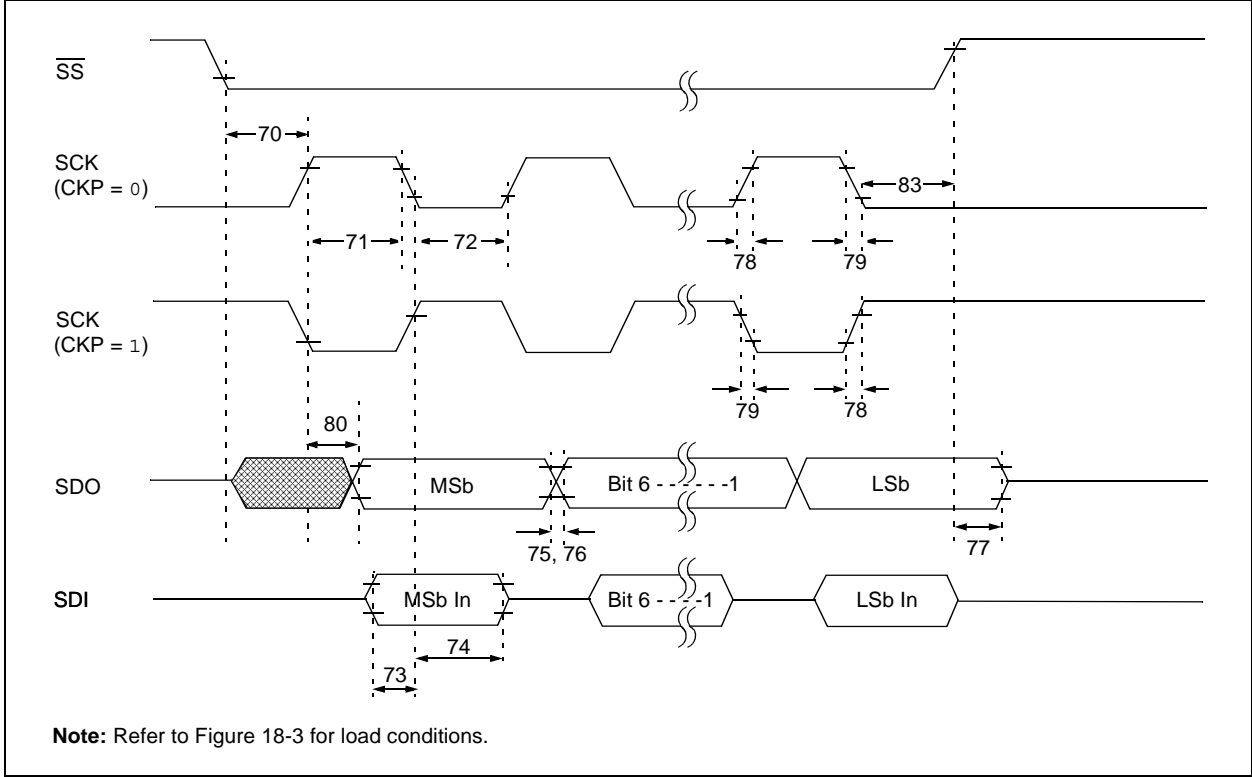 SS
70
SCK
(CKP = 0)
83
71
72
78
79
SCK
(CKP = 1)
79
78
80
SDO
MSb
Bit 6 - - - - - -1
LSb
75, 76
77
SDI
MSb In
Bit 6 - - - -1
LSb In
74
73
Note: Refer to Figure 18-3 for load conditions.